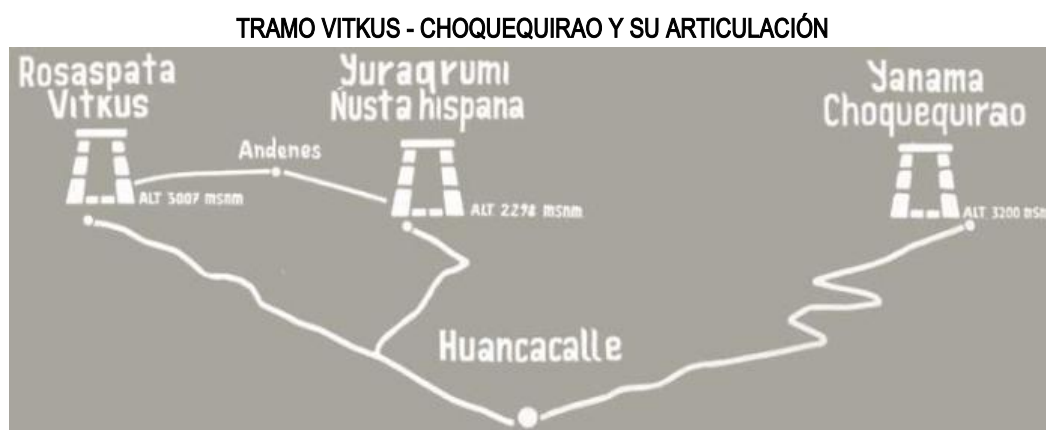 TRAMO VITKUS - CHOQUEQUIRAO Y SU ARTICULACIÓN
Rosaspata
Vitkus
Yuraqrumi
Ñusta hispana
Yanama
Choquequirao
Andenes
ALT 3007 msnm
ALT 2298 msnm
ALT 3200 msn
Huancacalle